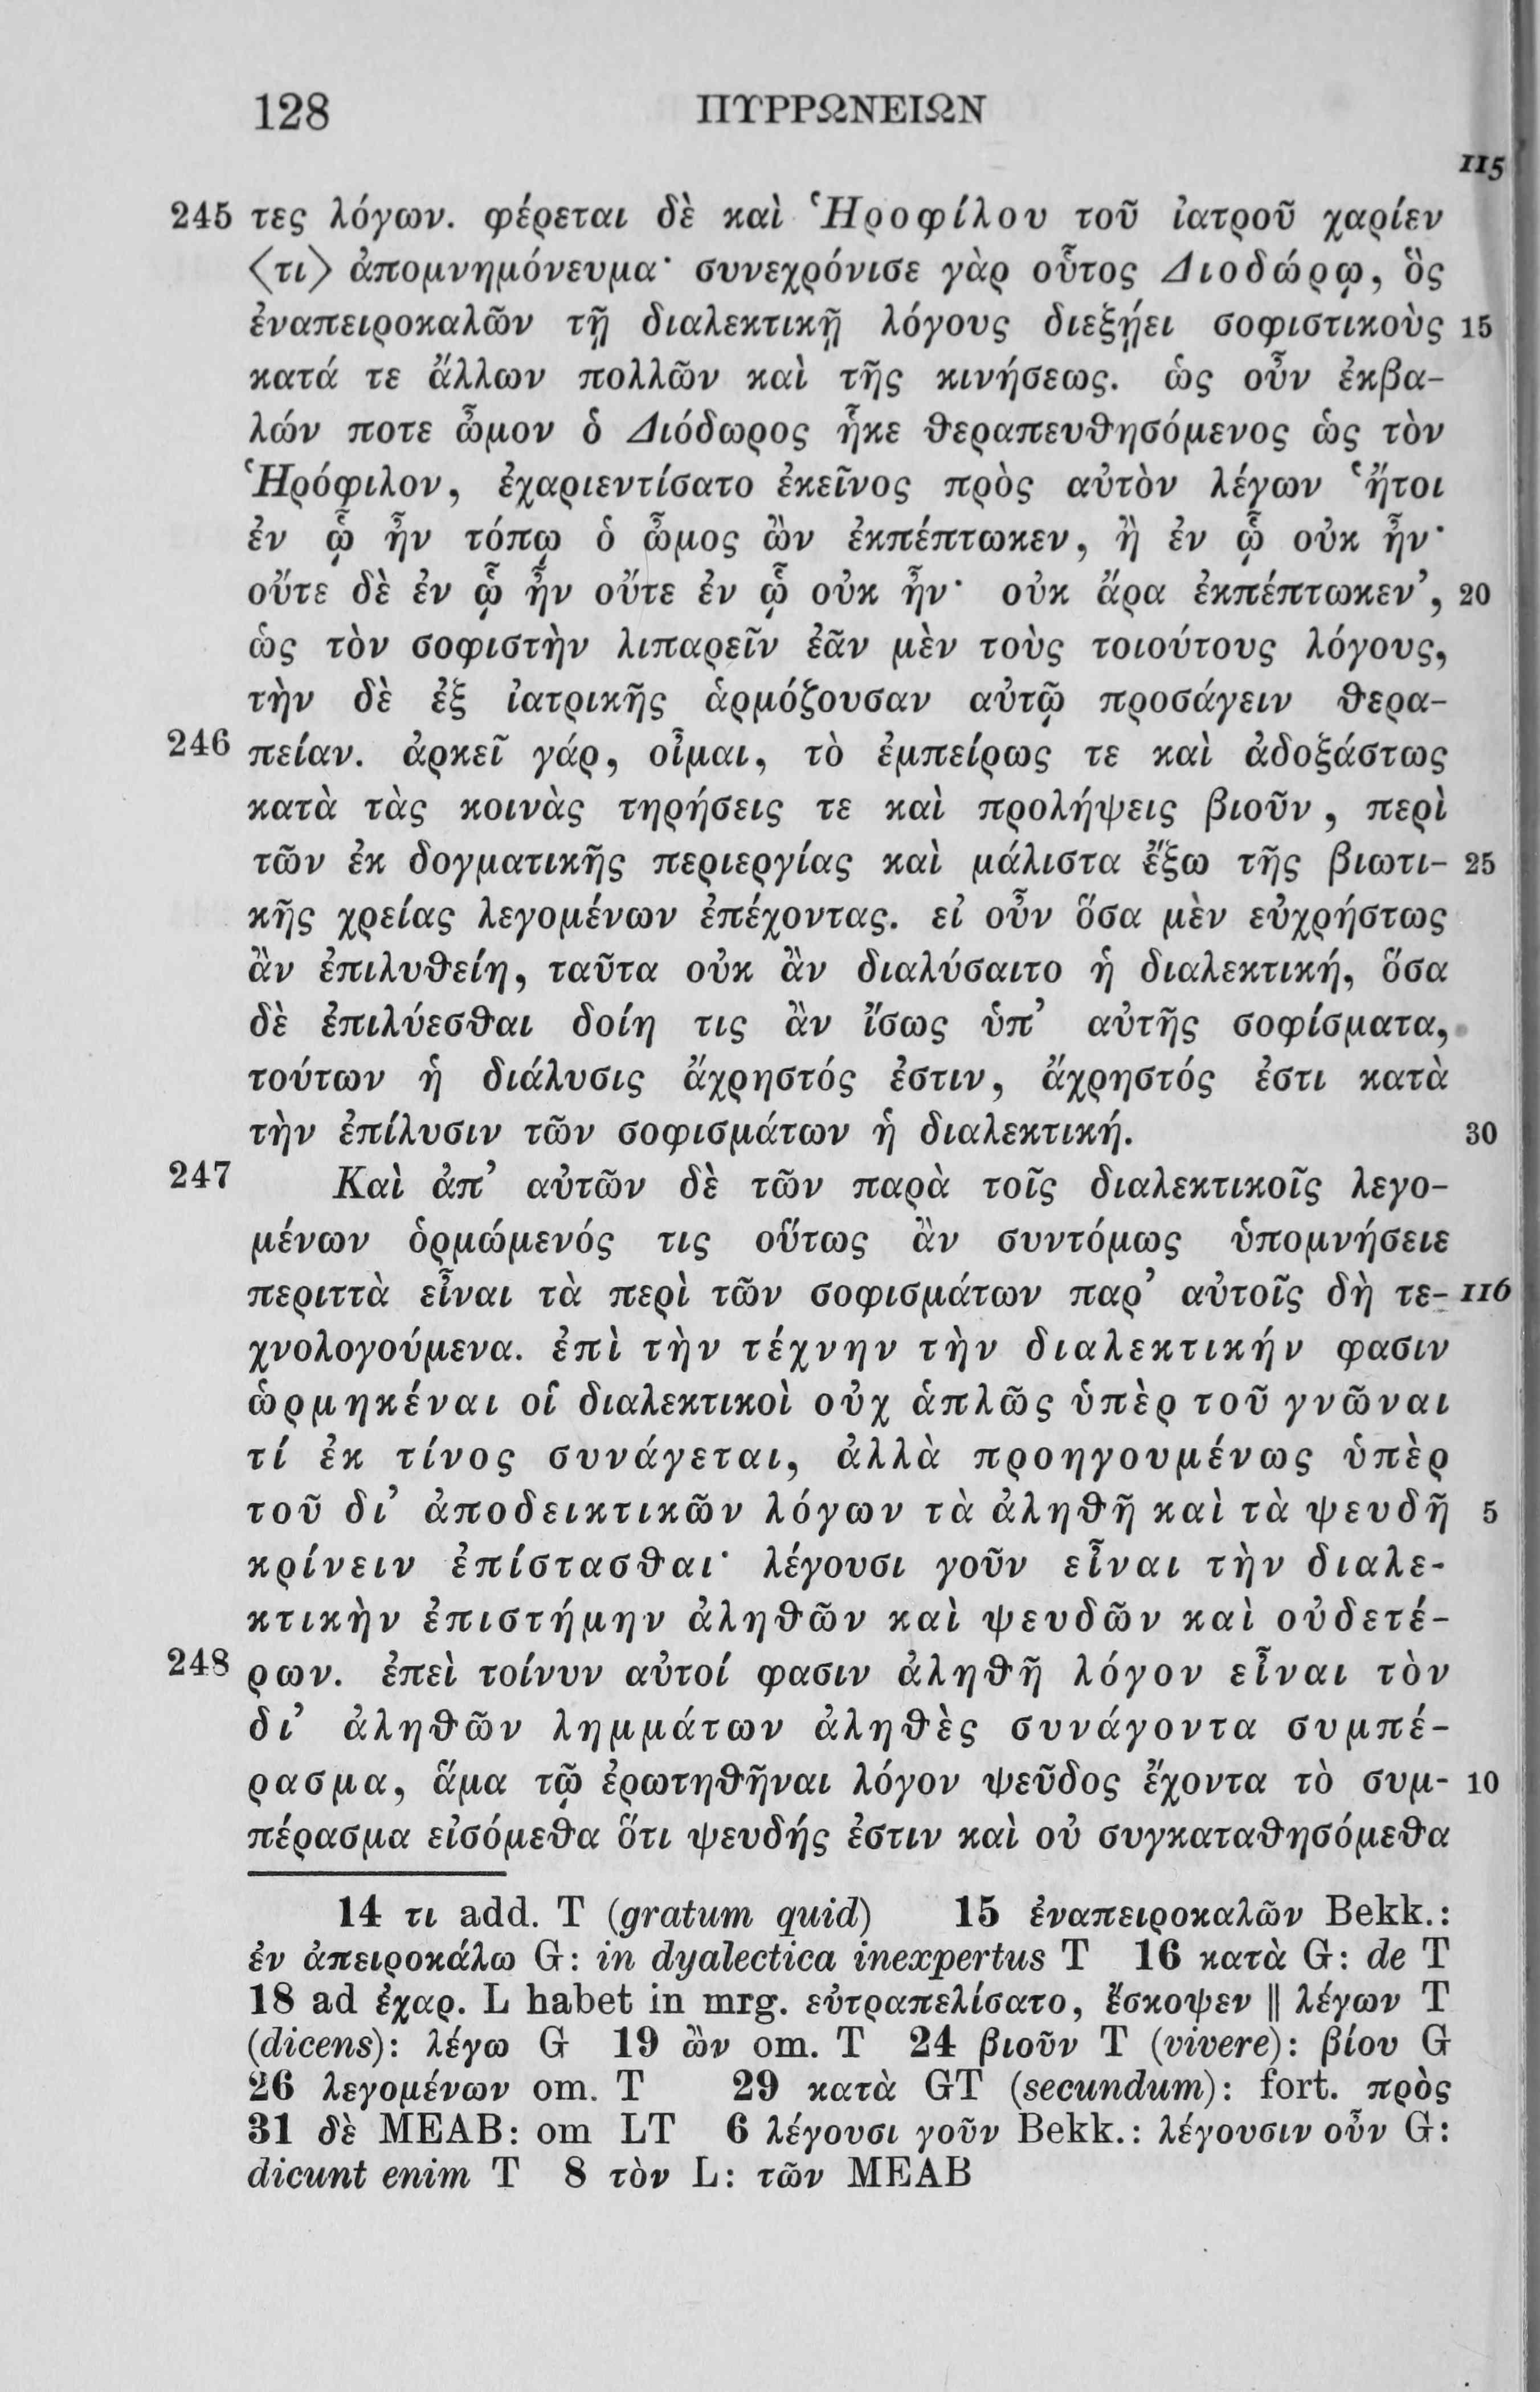 128 ΠΥΡΡΩΝΕΙΩΝ
115
245 τες λόγων. φέρεται δὲ καὶ Ἡροφίλου τοῦ ἰατροῦ χαρίεν
⟨τι⟩ ἀπομνημόνευμα· συνεχρόνισε γὰρ οὗτος Διοδώρῳ, ὃς
ἐναπειροκαλῶν τῇ διαλεκτικῇ λόγους διεξῄει σοφιστικοὺς 15
κατά τε ἄλλων πολλῶν καὶ τῆς κινήσεως. ὡς οὖν ἐκβα-
λών ποτε ὦμον ὁ Διόδωρος ἧκε θεραπευθησόμενος ὡς τὸν
Ἡρόφιλον, ἐχαριεντίσατο ἐκεῖνος πρὸς αὐτὸν λέγων ‘ἤτοι
ἐν ᾧ ἦν τόπῳ ὁ ὦμος ὢν ἐκπέπτωκεν, ἢ ἐν ᾧ οὐκ ἦν·
οὔτε δὲ ἐν ᾧ ἦν οὔτε ἐν ᾧ οὐκ ἦν· οὐκ ἄρα ἐκπέπτωκεν’, 20
ὡς τὸν σοφιστὴν λιπαρεῖν ἐᾶν μὲν τοὺς τοιούτους λόγους,
τὴν δὲ ἐξ ἰατρικῆς ἁρμόζουσαν αὐτῷ προσάγειν θερα-
246 πείαν. ἀρκεῖ γάρ, οἶμαι, τὸ ἐμπείρως τε καὶ ἀδοξάστως
κατὰ τὰς κοινὰς τηρήσεις τε καὶ προλήψεις βιοῦν, περὶ
τῶν ἐκ δογματικῆς περιεργίας καὶ μάλιστα ἔξω τῆς βιωτι- 25
κῆς χρείας λεγομένων ἐπέχοντας. εἰ οὖν ὅσα μὲν εὐχρήστως
ἂν ἐπιλυθείη, ταῦτα οὐκ ἂν διαλύσαιτο ἡ διαλεκτική, ὅσα
δὲ ἐπιλύεσθαι δοίη τις ἂν ἴσως ὑπ’ αὐτῆς σοφίσματα,
τούτων ἡ διάλυσις ἄχρηστός ἐστιν, ἄχρηστός ἐστι κατὰ
τὴν ἐπίλυσιν τῶν σοφισμάτων ἡ διαλεκτική. 30
247 Καὶ ἀπ’ αὐτῶν δὲ τῶν παρὰ τοῖς διαλεκτικοῖς λεγο-
μένων ὁρμώμενός τις οὕτως ἂν συντόμως ὑπομνήσειε
περιττὰ εἶναι τὰ περὶ τῶν σοφισμάτων παρ’ αὐτοῖς δὴ τε- 116
χνολογούμενα. ἐπὶ τὴν τέχνην τὴν διαλεκτικήν φασιν
ὡρμηκέναι οἱ διαλεκτικοὶ οὐχ ἁπλῶς ὑπὲρ τοῦ γνῶναι
τί ἐκ τίνος συνάγεται, ἀλλὰ προηγουμένως ὑπὲρ
τοῦ δι’ ἀποδεικτικῶν λόγων τὰ ἀληθῆ καὶ τὰ ψευδῆ 5
κρίνειν ἐπίστασθαι· λέγουσι γοῦν εἶναι τὴν διαλε-
κτικὴν ἐπιστήμην ἀληθῶν καὶ ψευδῶν καὶ οὐδετέ-
248 ρων. ἐπεὶ τοίνυν αὐτοί φασιν ἀληθῆ λόγον εἶναι τὸν
δι’ ἀληθῶν λημμάτων ἀληθὲς συνάγοντα συμπέ-
ρασμα, ἅμα τῷ ἐρωτηθῆναι λόγον ψεῦδος ἔχοντα τὸ συμ- 10
πέρασμα εἰσόμεθα ὅτι ψευδής ἐστιν καὶ οὐ συγκαταθησόμεθα
14 τι add. T (gratum quid) 15 ἐναπειροκαλῶν Bekk.:
ἐν ἀπειροκάλω G: in dyalectica inexpertus T 16 κατὰ G: de T
18 ad ἐχαρ. L habet in mrg. εὐτραπελίσατο, ἔσκοψεν ‖ λέγων T
(dicens): λέγω G 19 ὢν om. T 24 βιοῦν T (vivere): βίου G
26 λεγομένων om. T 29 κατὰ GT (secundum): fort. πρὸς
31 δὲ MEAB: om LT 6 λέγουσι γοῦν Bekk.: λέγουσιν οὖν G:
dicunt enim T 8 τὸν L: τῶν MEAB